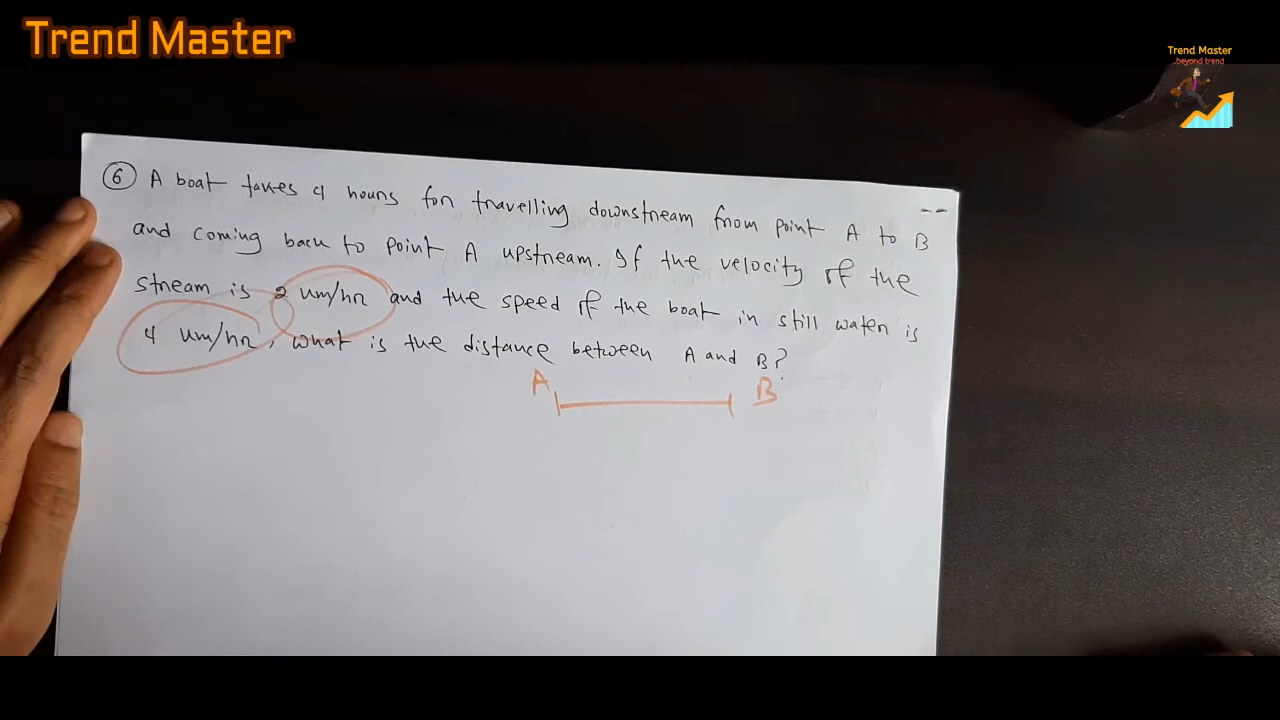 Trend Master
Trend Master
beyond trend
6 A boat takes 4 hours for travelling downstream from point A to B
and coming back to point A upstream. If the velocity of the
stream is 2 km/hr and the speed of the boat in still water is
4 km/hr, what is the distance between A and B?
A B